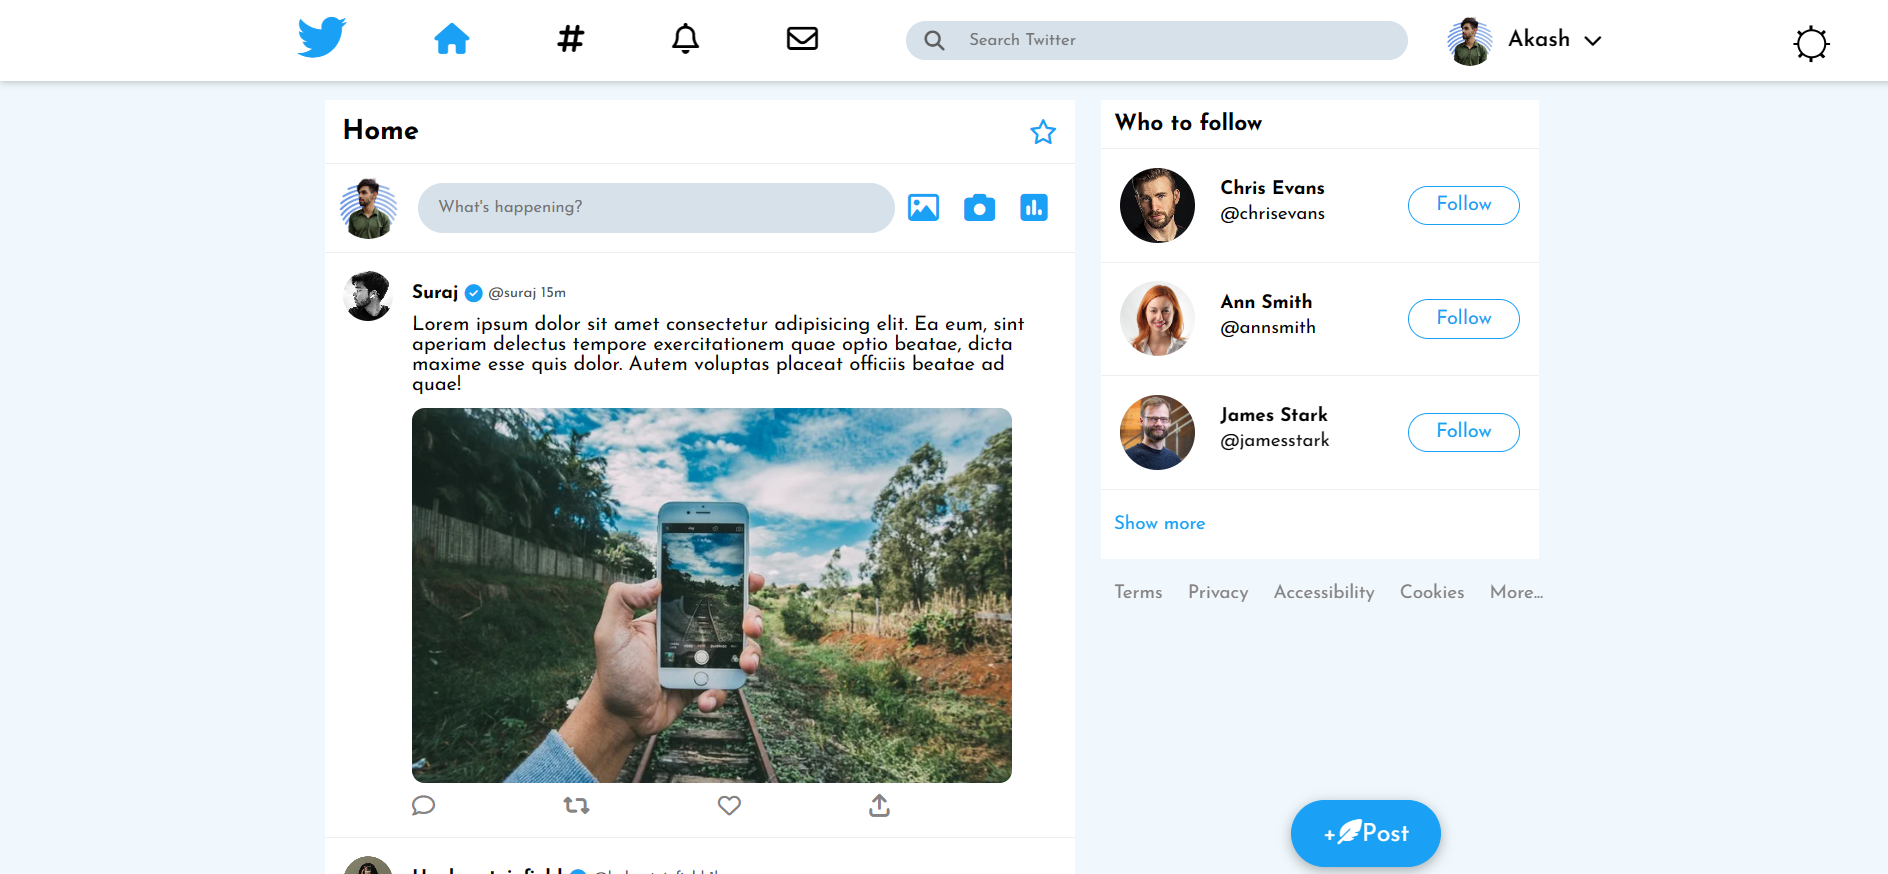 Search Twitter
Akash
Home
What's happening?
Suraj @suraj 15m
Lorem ipsum dolor sit amet consectetur adipisicing elit. Ea eum, sint
aperiam delectus tempore exercitationem quae optio beatae, dicta
maxime esse quis dolor. Autem voluptas placeat officiis beatae ad
quae!
Who to follow
Chris Evans
@chrisevans
Follow
Ann Smith
@annsmith
Follow
James Stark
@jamesstark
Follow
Show more
Terms Privacy Accessibility Cookies More...
+Post